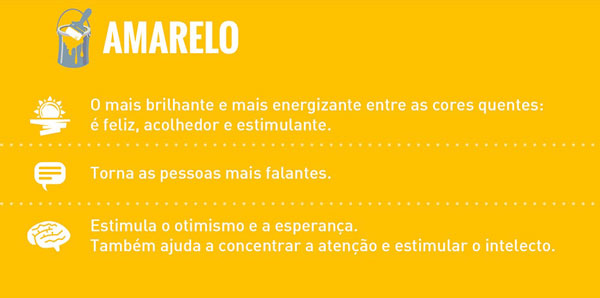 AMARELO
O mais brilhante e mais energizante entre as cores quentes:
é feliz, acolhedor e estimulante.
Torna as pessoas mais falantes.
Estimula o otimismo e a esperança.
Também ajuda a concentrar a atenção e estimular o intelecto.